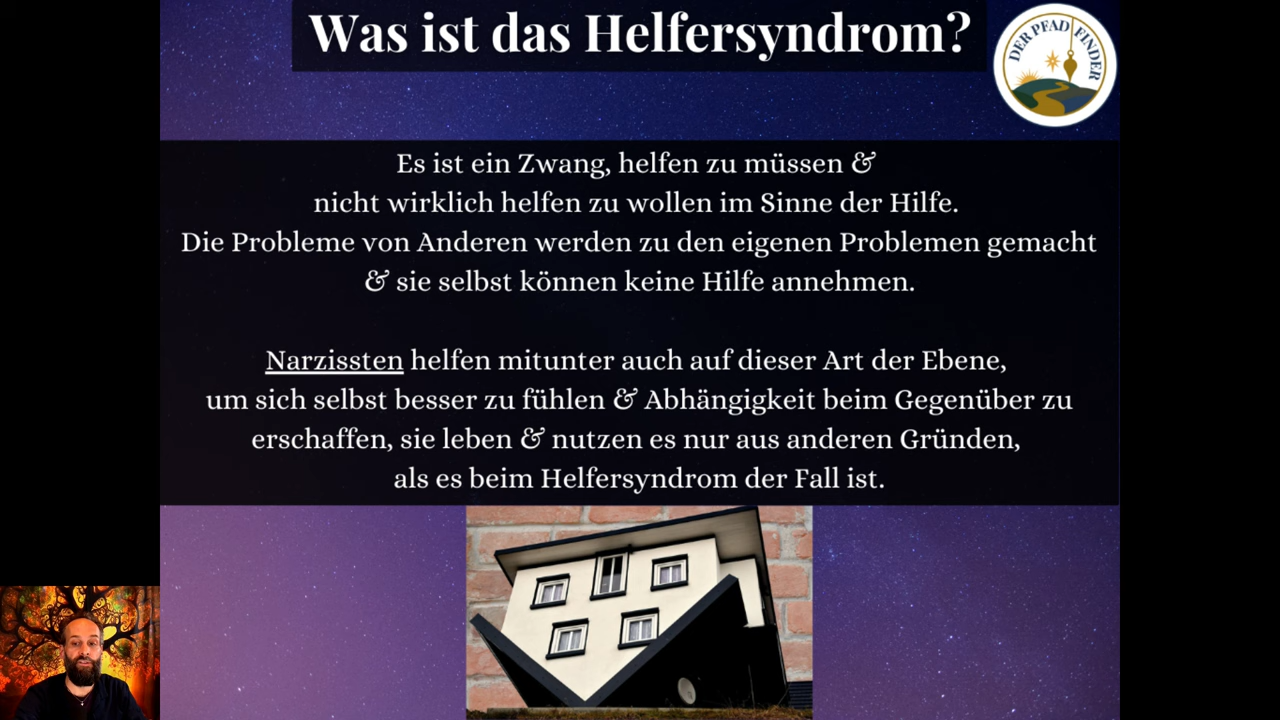 Was ist das Helfersyndrom?
DER PFAD FINDER
Es ist ein Zwang, helfen zu müssen &
nicht wirklich helfen zu wollen im Sinne der Hilfe.
Die Probleme von Anderen werden zu den eigenen Problemen gemacht
& sie selbst können keine Hilfe annehmen.
Narzissten helfen mitunter auch auf dieser Art der Ebene,
um sich selbst besser zu fühlen & Abhängigkeit beim Gegenüber zu
erschaffen, sie leben & nutzen es nur aus anderen Gründen,
als es beim Helfersyndrom der Fall ist.